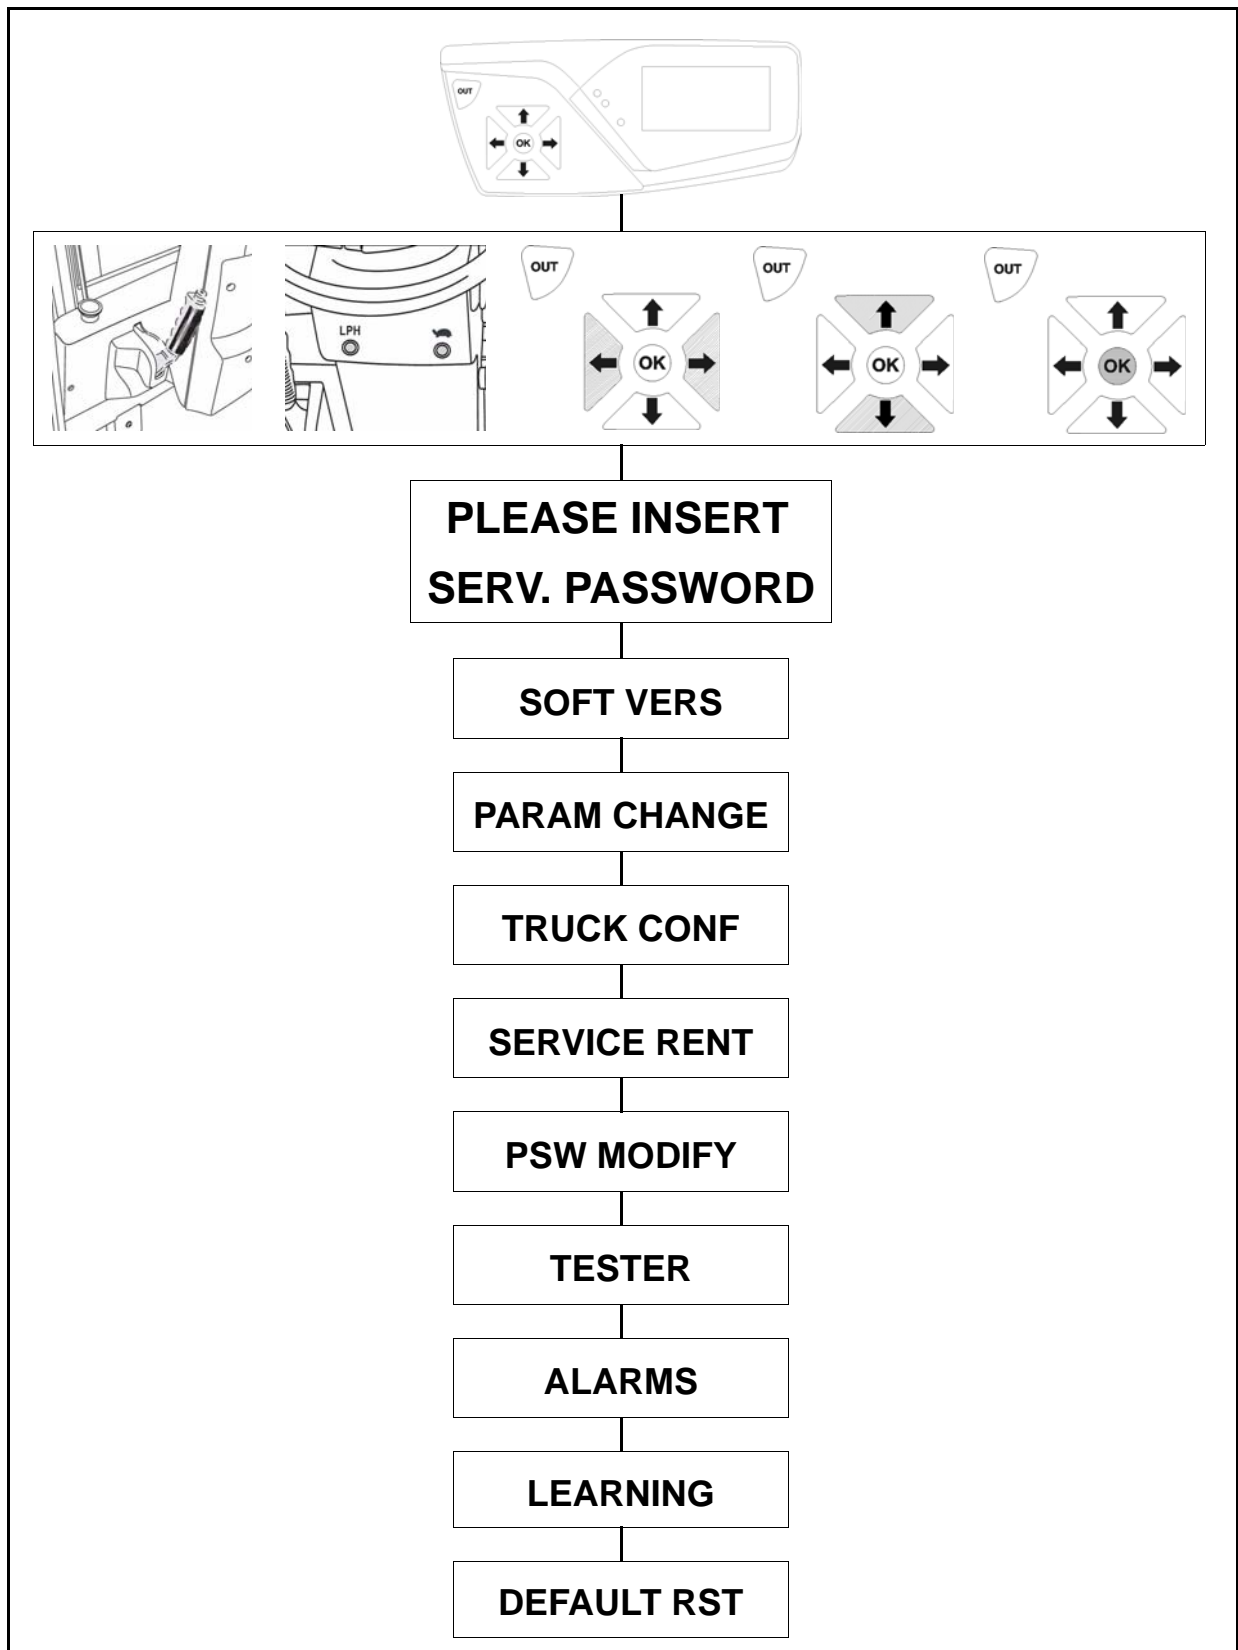 OUT
OK
LPH
OUT
OK
OUT
OK
OUT
OK
PLEASE INSERT
SERV. PASSWORD
SOFT VERS
PARAM CHANGE
TRUCK CONF
SERVICE RENT
PSW MODIFY
TESTER
ALARMS
LEARNING
DEFAULT RST